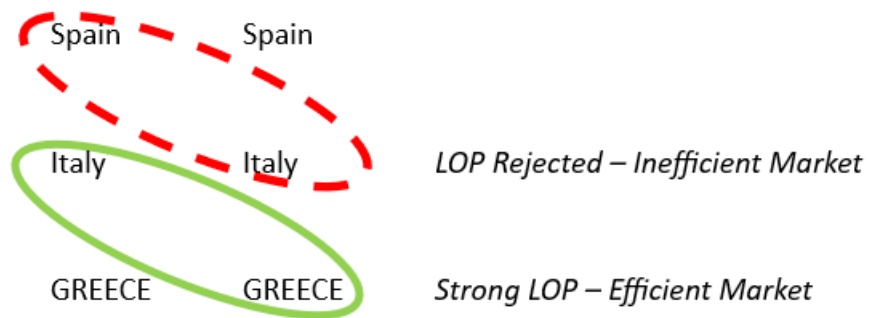 Spain Spain
Italy Italy LOP Rejected – Inefficient Market
GREECE GREECE Strong LOP – Efficient Market